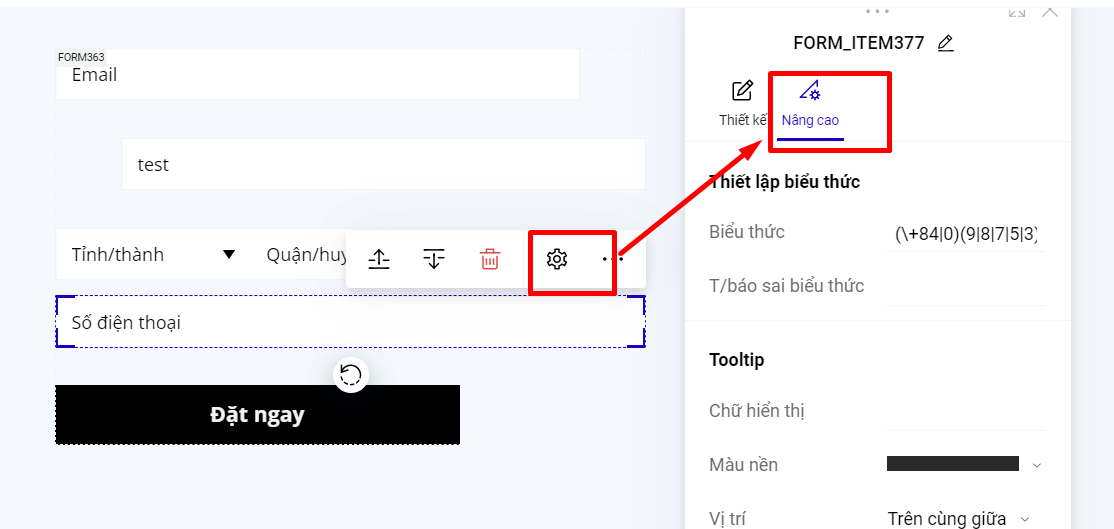 FORM363
Email
test
Tỉnh/thành
Quận/huy
Số điện thoại
Đặt ngay
FORM_ITEM377
Thiết kế
Nâng cao
Thiết lập biểu thức
Biểu thức
(\+84|0)(9|8|7|5|3)
T/báo sai biểu thức
Tooltip
Chữ hiển thị
Màu nền
Vị trí
Trên cùng giữa